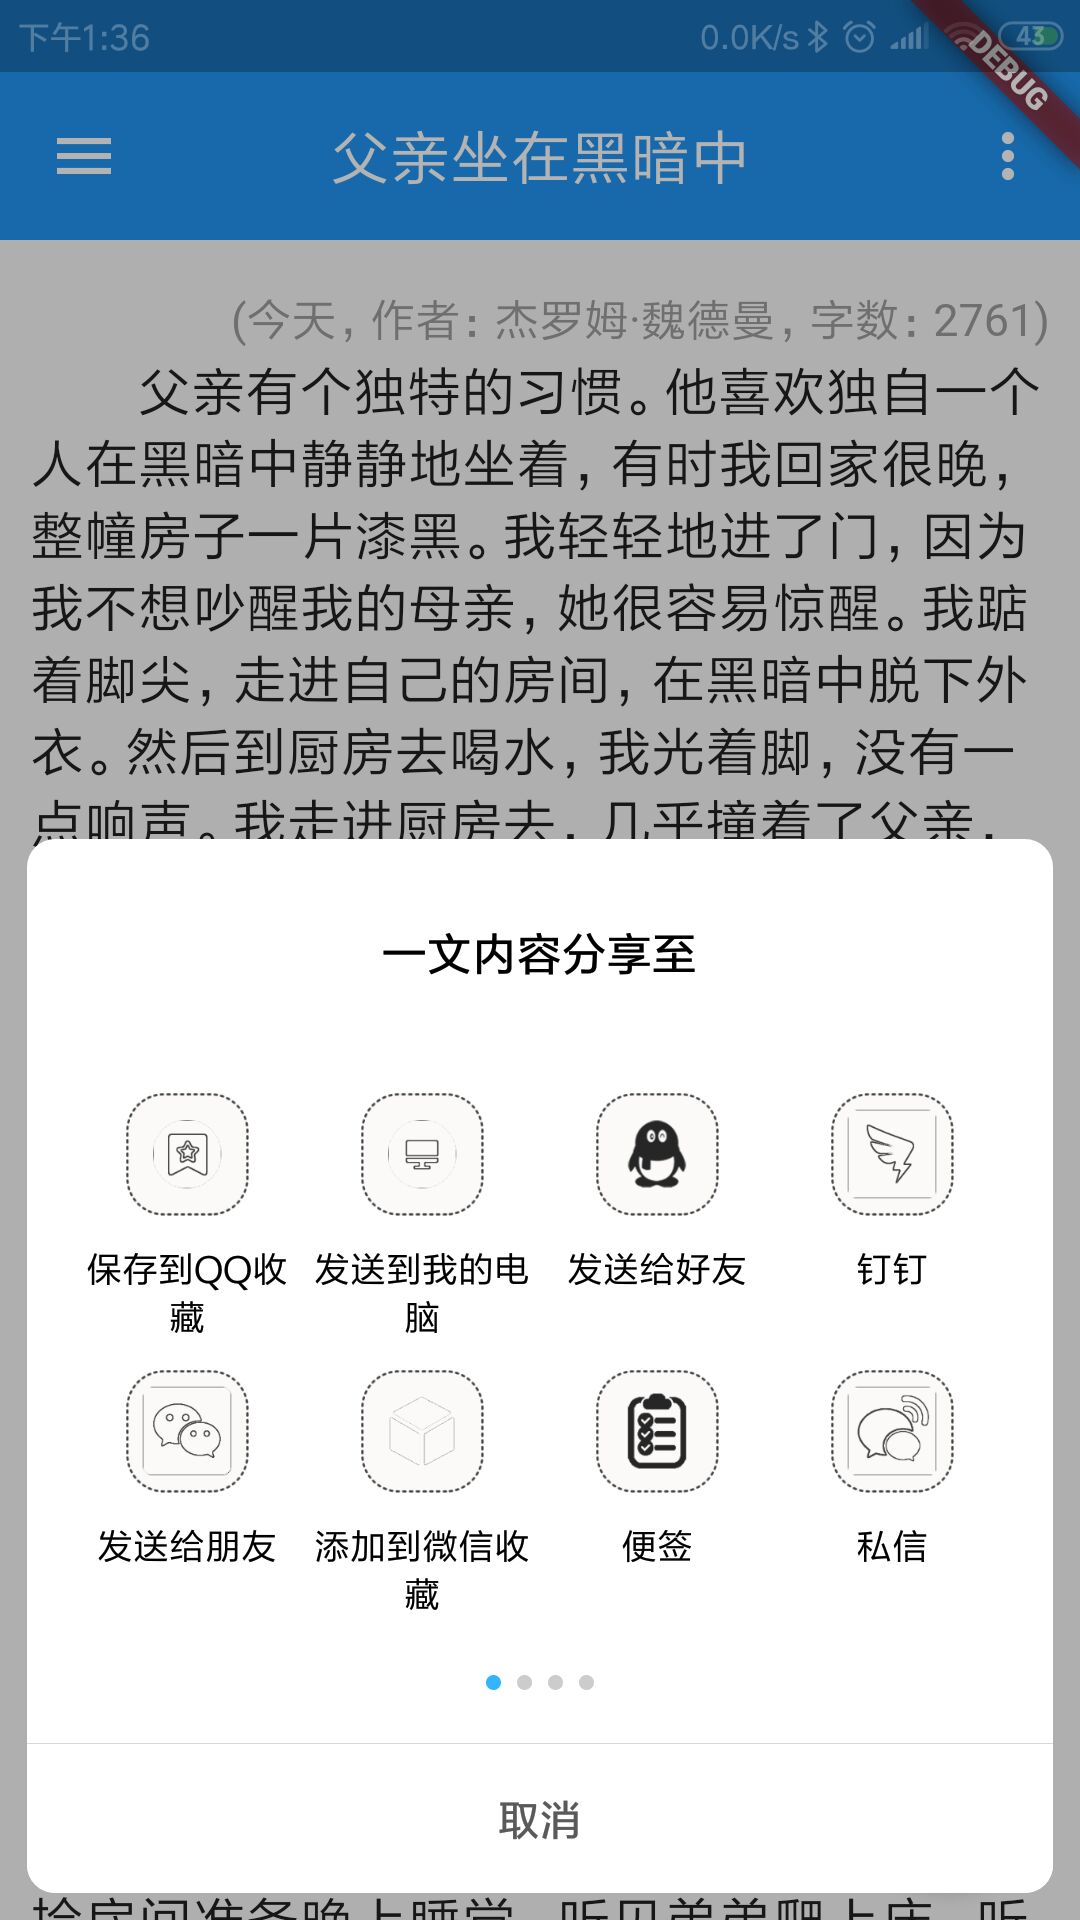 下午1:36
0.0K/s
43
DEBUG
父亲坐在黑暗中
(今天，作者：杰罗姆·魏德曼，字数：2761)
父亲有个独特的习惯。他喜欢独自一个
人在黑暗中静静地坐着，有时我回家很晚，
整幢房子一片漆黑。我轻轻地进了门，因为
我不想吵醒我的母亲，她很容易惊醒。我踮
着脚尖，走进自己的房间，在黑暗中脱下外
衣。然后到厨房去喝水，我光着脚，没有一
点响声。我走进厨房去，几乎撞着了父亲，
一文内容分享至
保存到QQ收
藏
发送到我的电
脑
发送给好友
钉钉
发送给朋友
添加到微信收
藏
便签
私信
取消